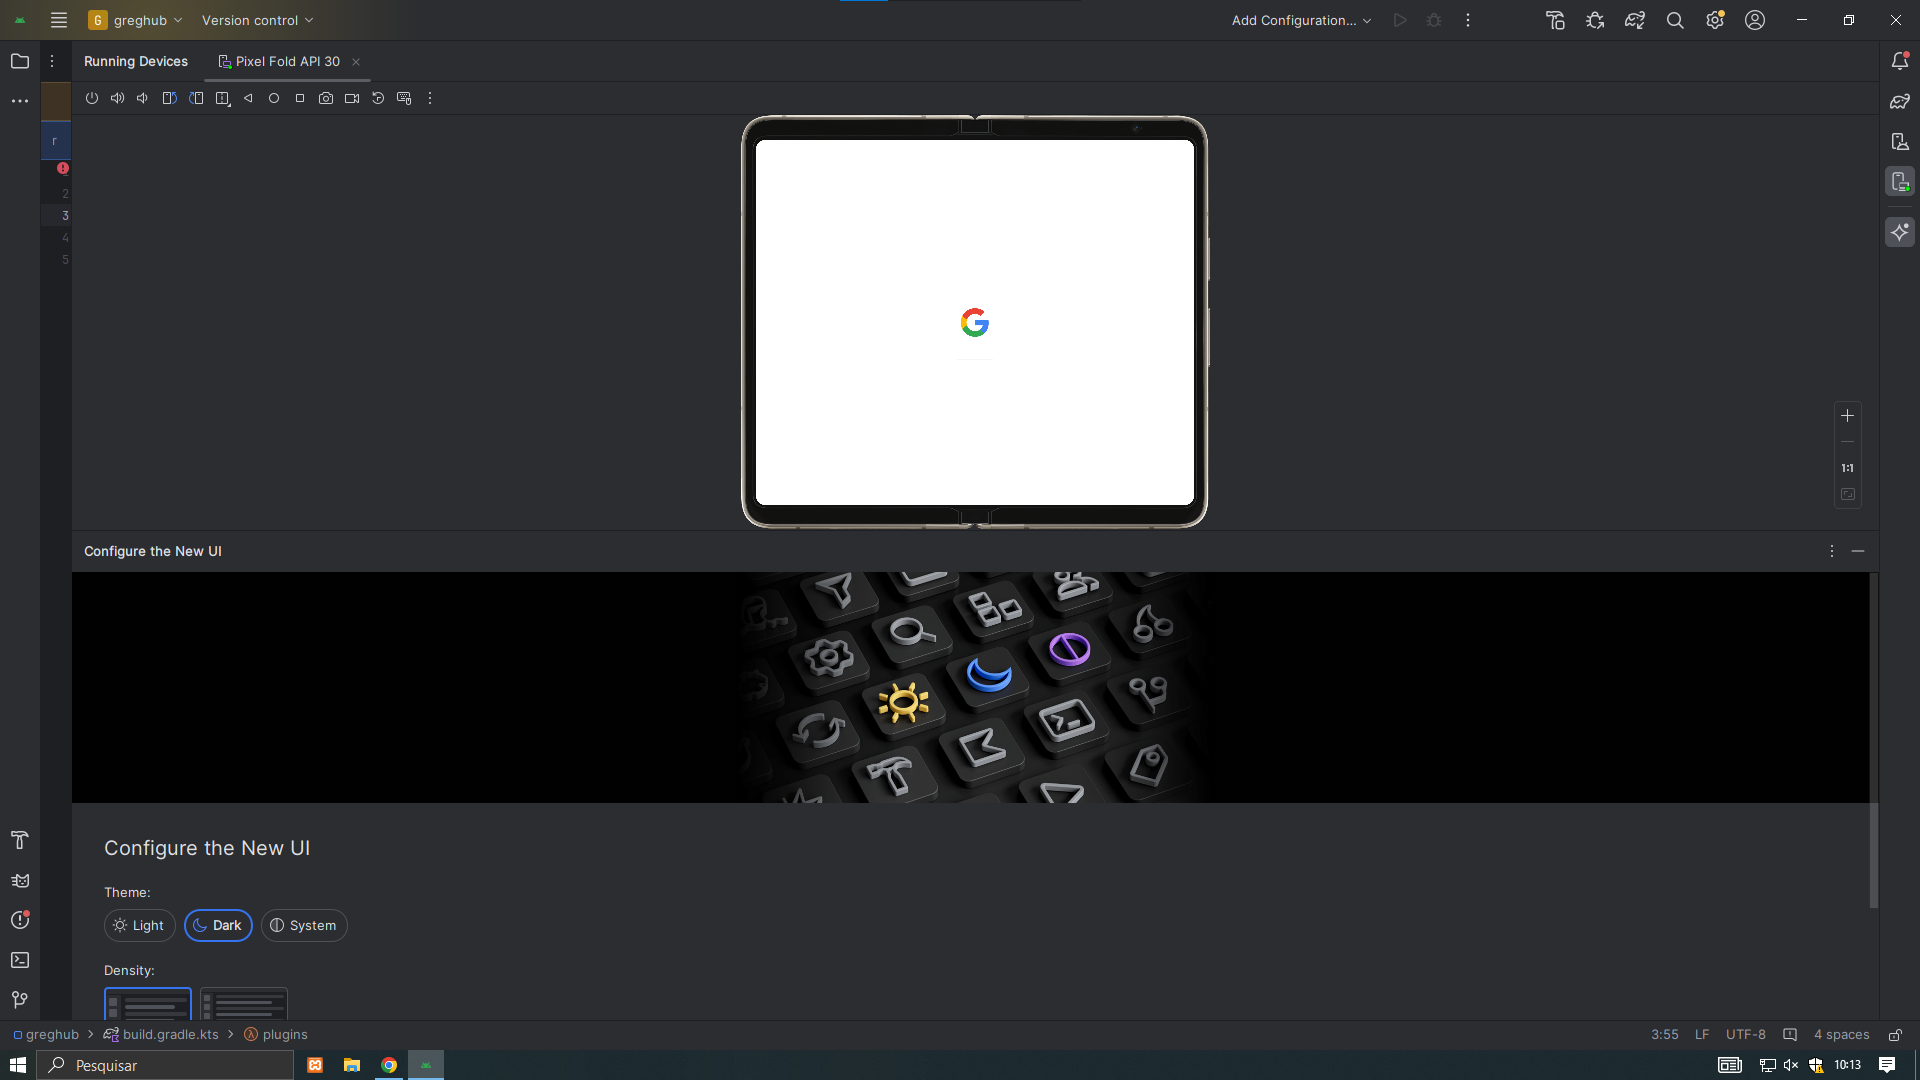 G greghub Version control Add Configuration...
Running Devices Pixel Fold API 30
r
2
3
4
5
G
1:1
Configure the New UI
Configure the New UI
Theme:
Light Dark System
Density:
greghub > build.gradle.kts > plugins 3:55 LF UTF-8 4 spaces
Pesquisar 10:13